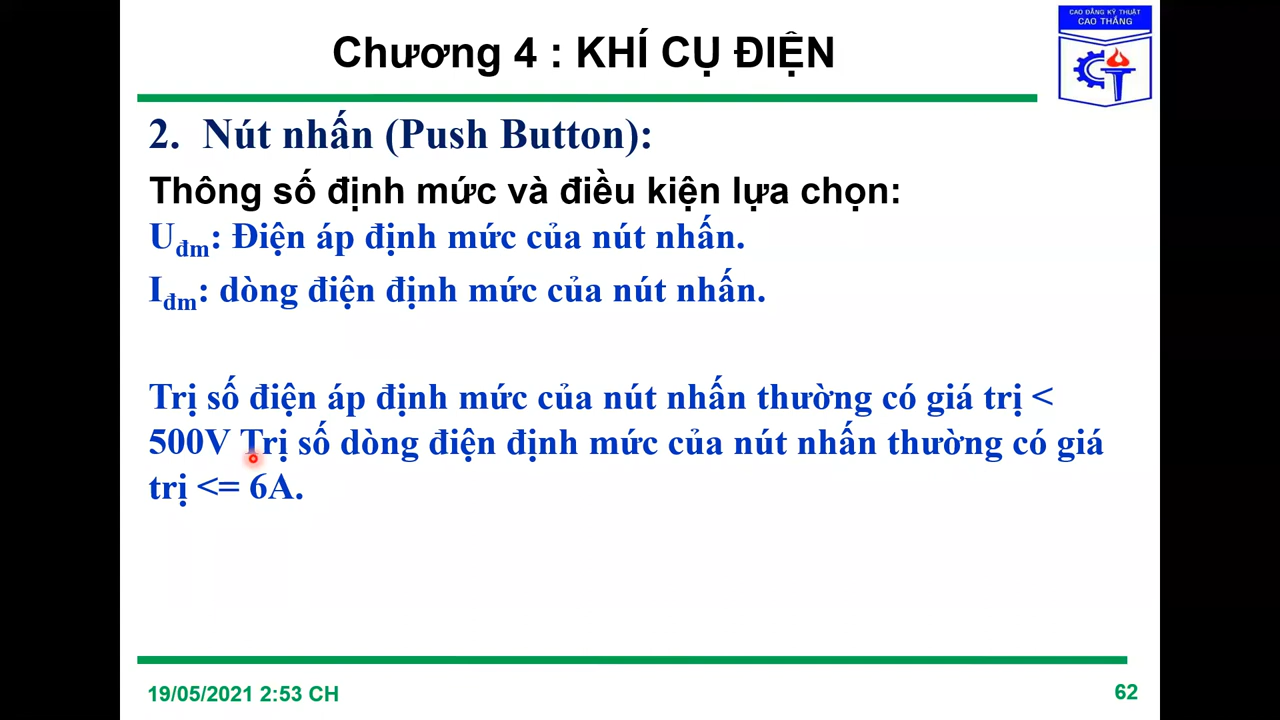 Chương 4 : KHÍ CỤ ĐIỆN
CAO ĐẲNG KỸ THUẬT
CAO THẮNG
2. Nút nhấn (Push Button):
Thông số định mức và điều kiện lựa chọn:
Uđm: Điện áp định mức của nút nhấn.
Iđm: dòng điện định mức của nút nhấn.
Trị số điện áp định mức của nút nhấn thường có giá trị <
500V Trị số dòng điện định mức của nút nhấn thường có giá
trị <= 6A.
19/05/2021 2:53 CH
62